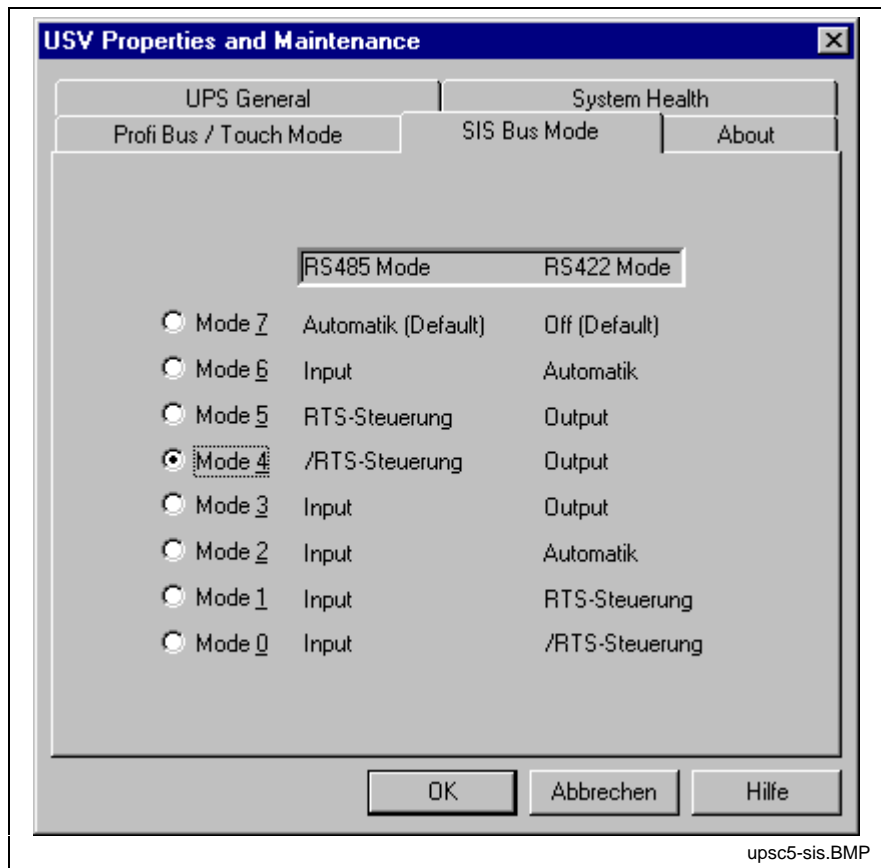 USV Properties and Maintenance
UPS General System Health
Profi Bus / Touch Mode SIS Bus Mode About
RS485 Mode RS422 Mode
Mode 7 Automatik (Default) Off (Default)
Mode 6 Input Automatik
Mode 5 RTS-Steuerung Output
Mode 4 /RTS-Steuerung Output
Mode 3 Input Output
Mode 2 Input Automatik
Mode 1 Input RTS-Steuerung
Mode 0 Input /RTS-Steuerung
OK Abbrechen Hilfe
upsc5-sis.BMP